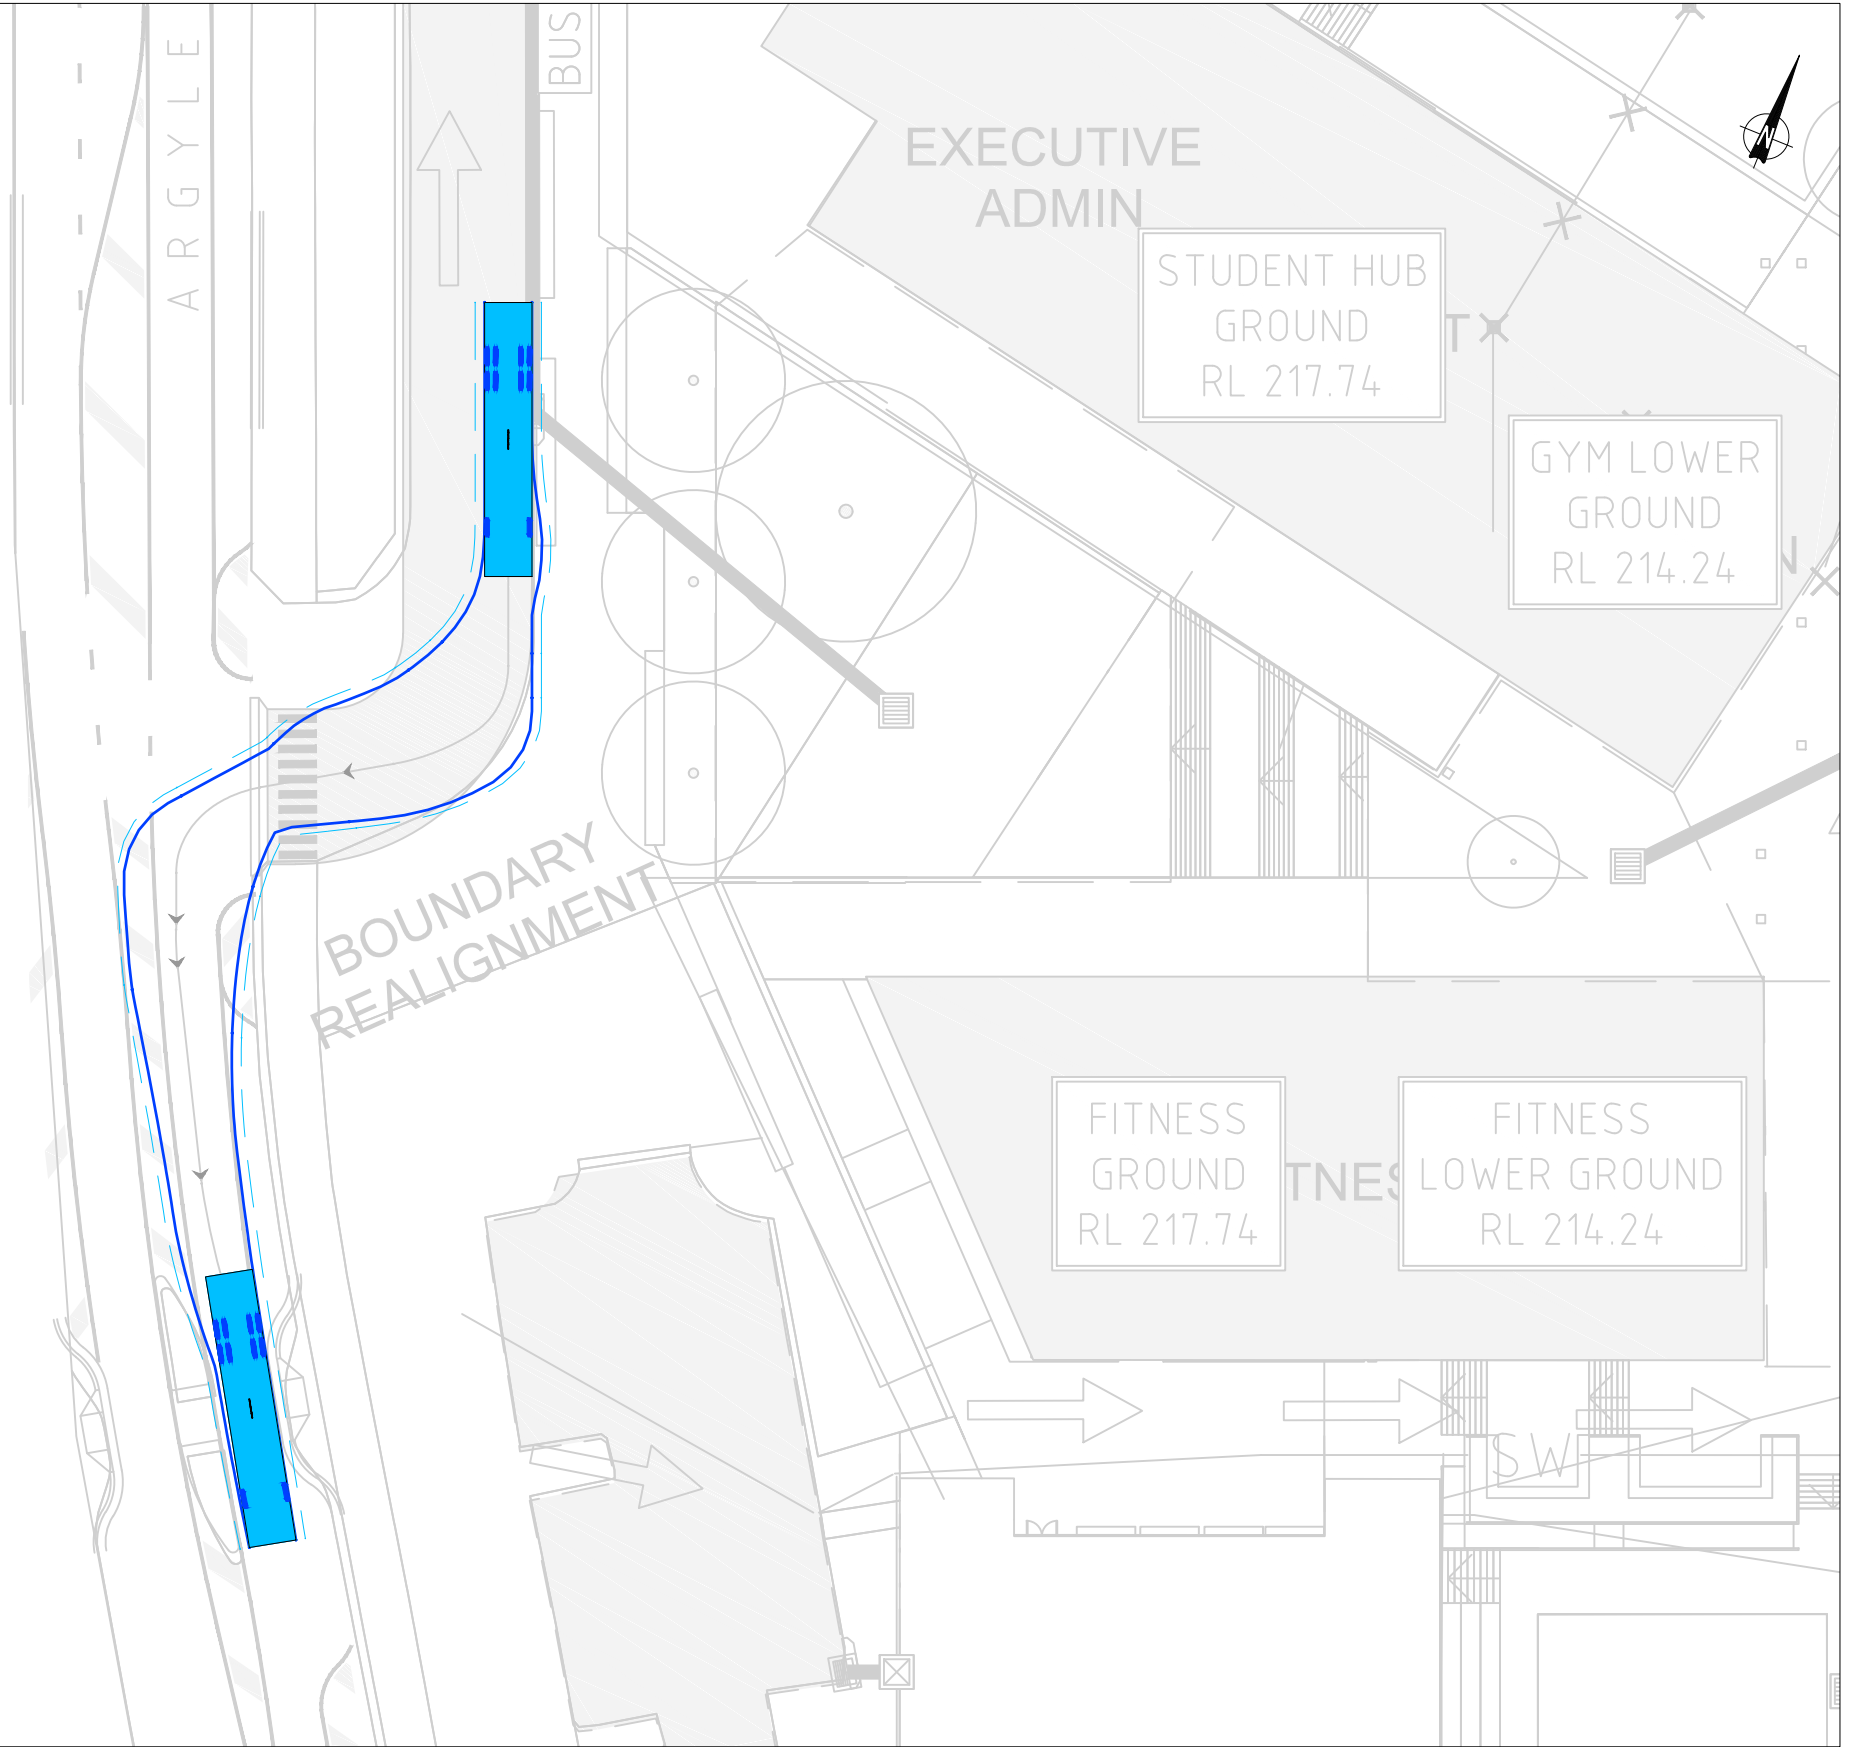 BUS
ARGYLE
EXECUTIVE
ADMIN
N
STUDENT HUB
GROUND
RL 217.74
T
GYM LOWER
GROUND
RL 214.24
N
BOUNDARY
REALIGNMENT
FITNESS
GROUND
RL 217.74
TNES
FITNESS
LOWER GROUND
RL 214.24
SW